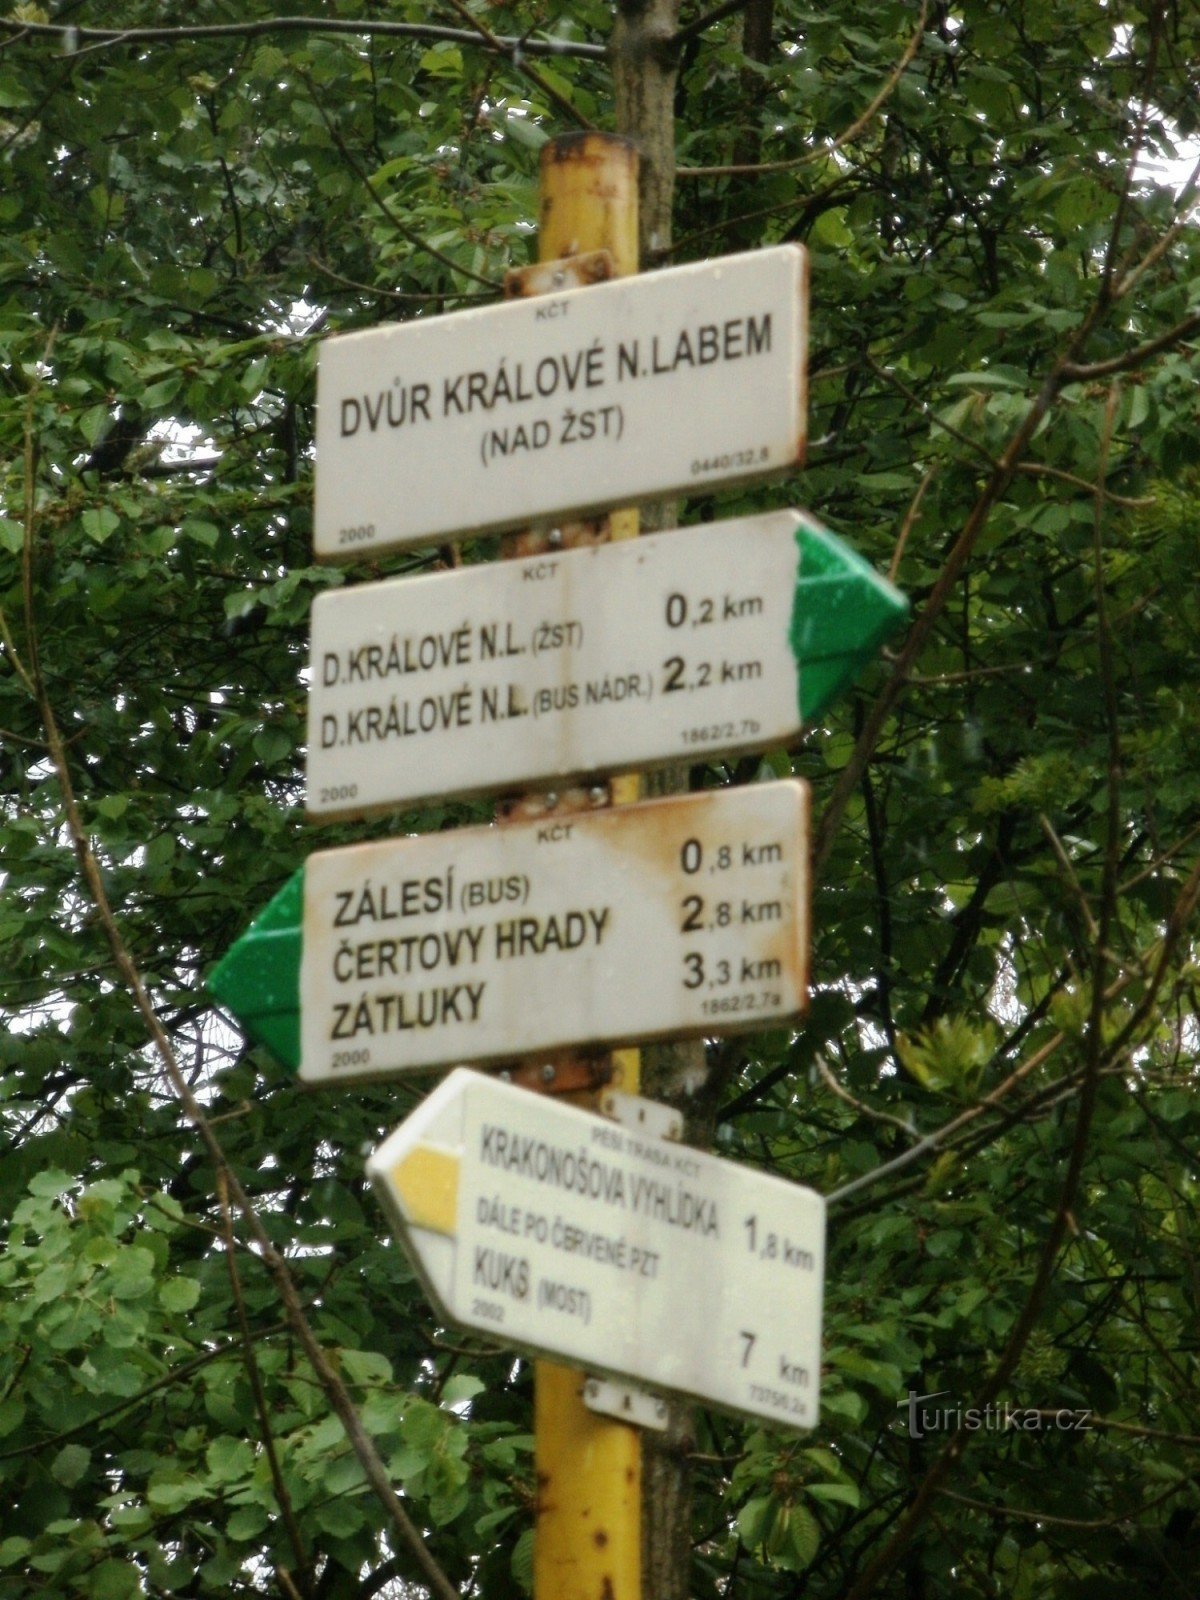 KČT
DVŮR KRÁLOVÉ N.LABEM
(NAD ŽST)
2000 0440/32,8
KČT
D.KRÁLOVÉ N.L. (ŽST) 0,2 km
D.KRÁLOVÉ N.L. (BUS NÁDR.) 2,2 km
2000 1862/2,7b
KČT
ZÁLESÍ (BUS) 0,8 km
ČERTOVY HRADY 2,8 km
ZÁTLUKY 3,3 km
2000 1862/2,7a
PĚŠÍ TRASA KČT
KRAKONOŠOVA VYHLÍDKA 1,8 km
DÁLE PO ČERVENÉ PZT
KUKS (MOST) 7 km
2002 7375/0,2a
Turistika.cz